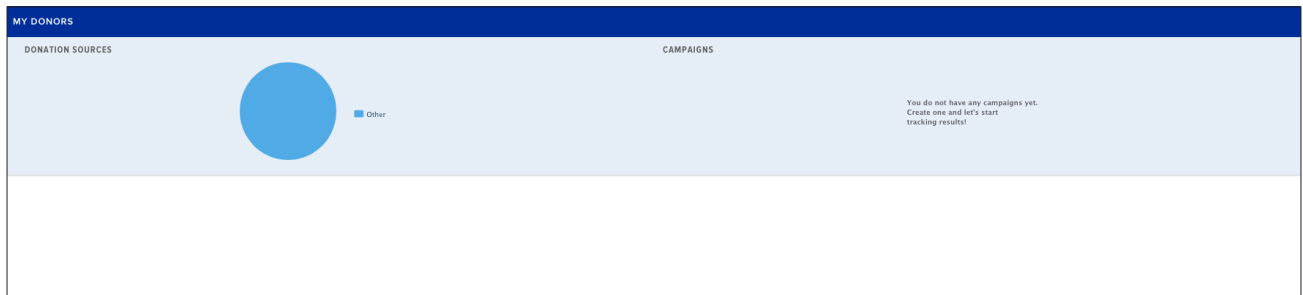 MY DONORS
DONATION SOURCES
Other
CAMPAIGNS
You do not have any campaigns yet.
Create one and let's start
tracking results!